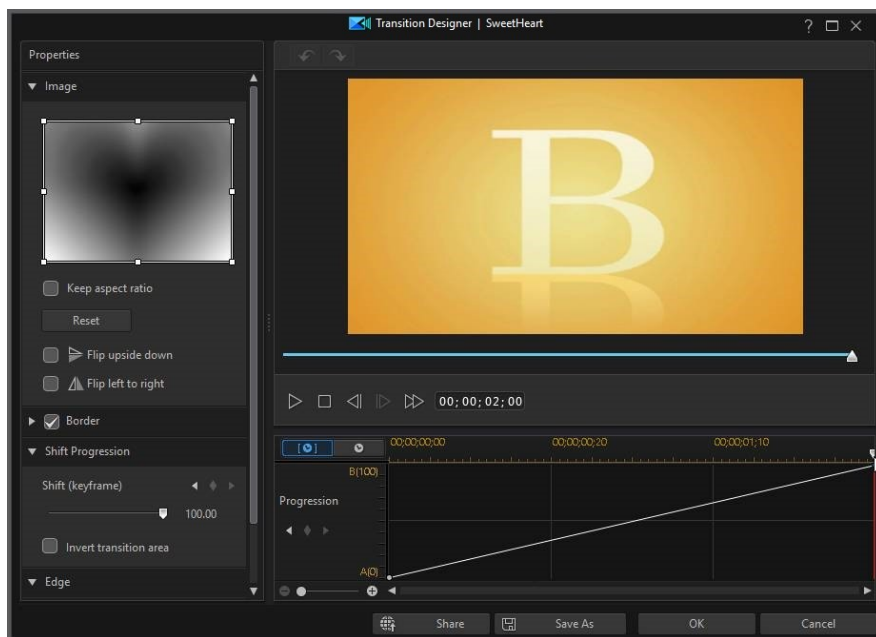 Transition Designer | SweetHeart
?
Properties
Image
Keep aspect ratio
Reset
Flip upside down
Flip left to right
Border
Shift Progression
Shift (keyframe)
100.00
Invert transition area
Edge
B
00;00;02;00
00;00;00;00 00;00;00;20 00;00;01;10
B(100)
Progression
A(0)
Share Save As OK Cancel